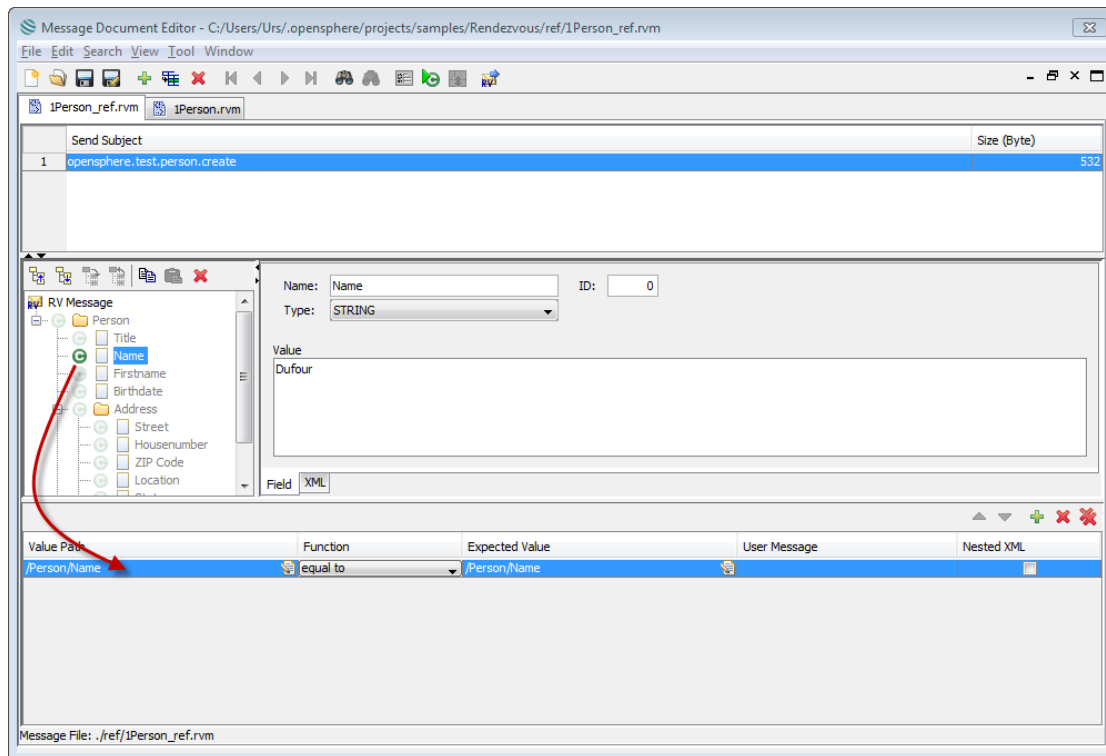 Message Document Editor - C:/Users/Urs/.opensphere/projects/samples/Rendezvous/ref/1Person_ref.rvm
File Edit Search View Tool Window
1Person_ref.rvm 1Person.rvm
Send Subject Size (Byte)
1 opensphere.test.person.create 532
RV Message
Person
Title
Name
Firstname
Birthdate
Address
Street
Housenumber
ZIP Code
Location
Name: Name ID: 0
Type: STRING
Value
Dufour
Field XML
Value Path Function Expected Value User Message Nested XML
/Person/Name equal to /Person/Name
Message File: ./ref/1Person_ref.rvm